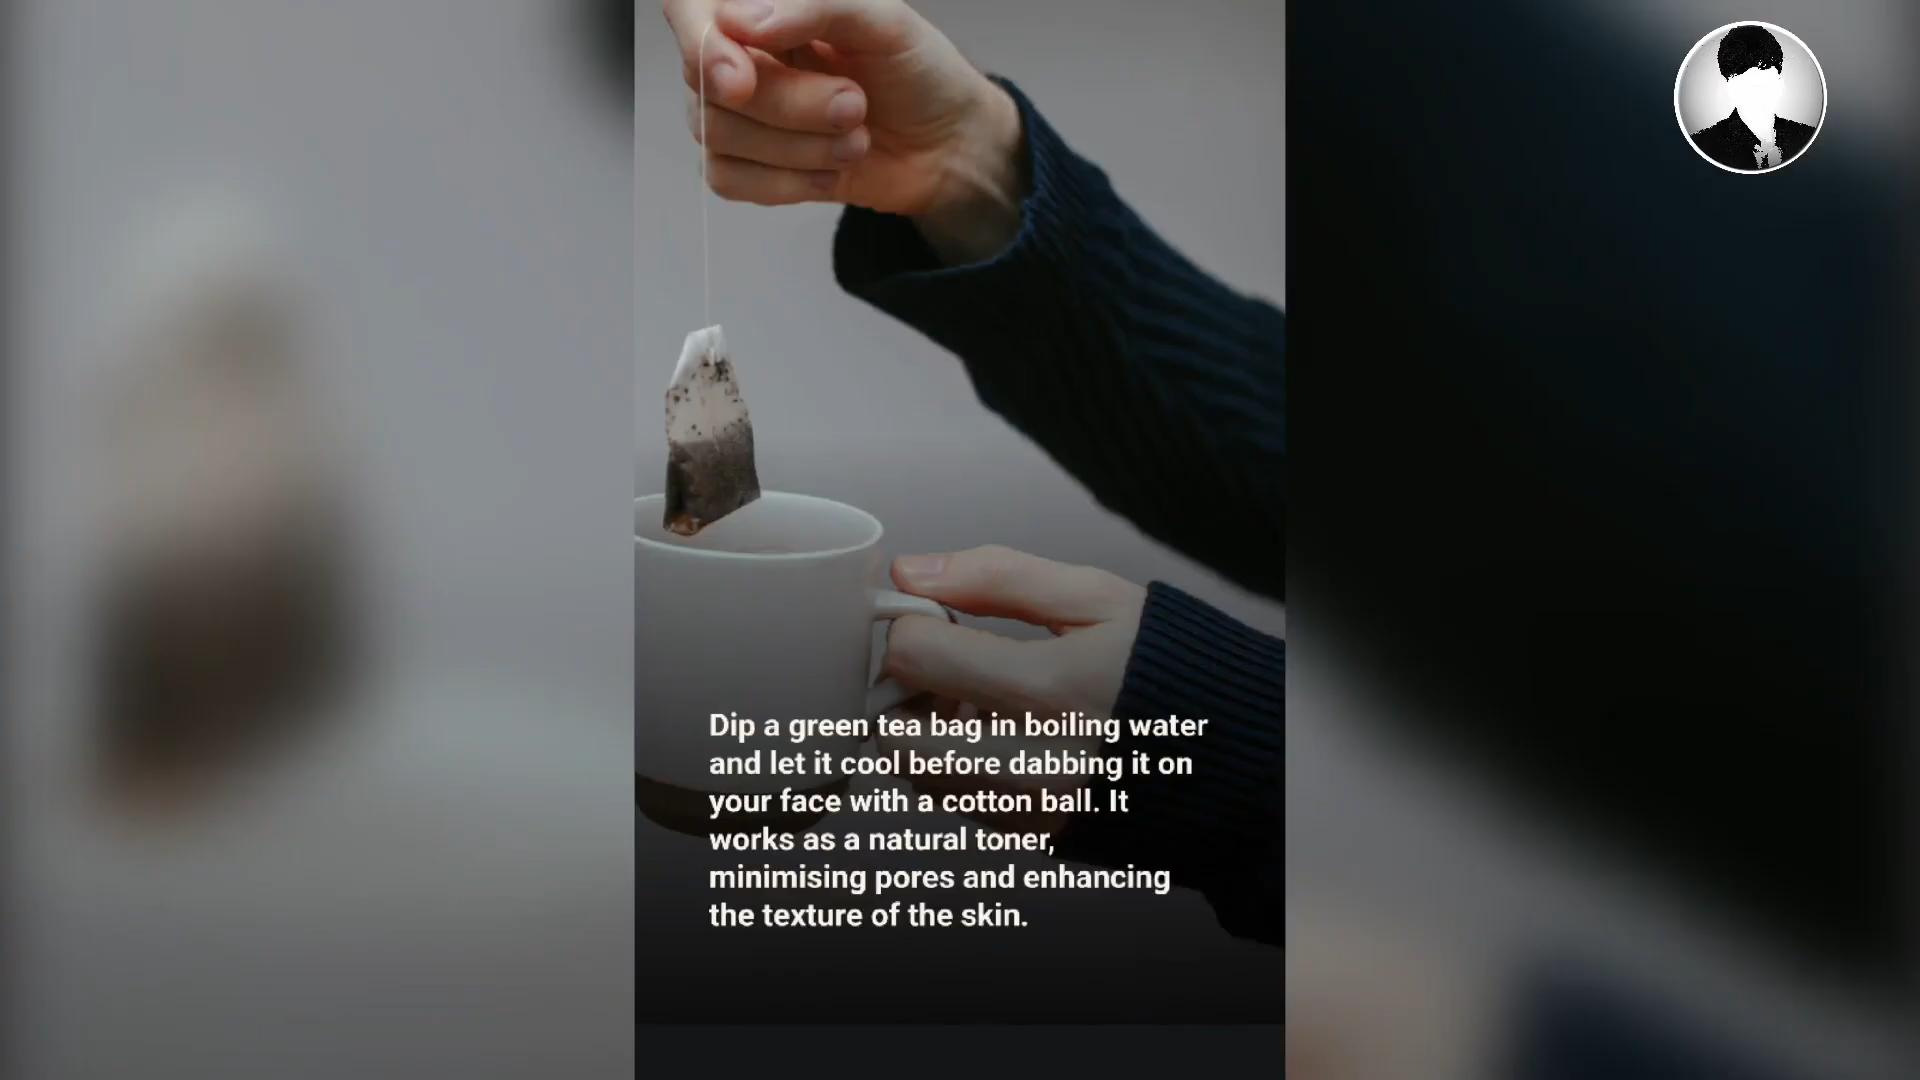 Dip a green tea bag in boiling water
and let it cool before dabbing it on
your face with a cotton ball. It
works as a natural toner,
minimising pores and enhancing
the texture of the skin.